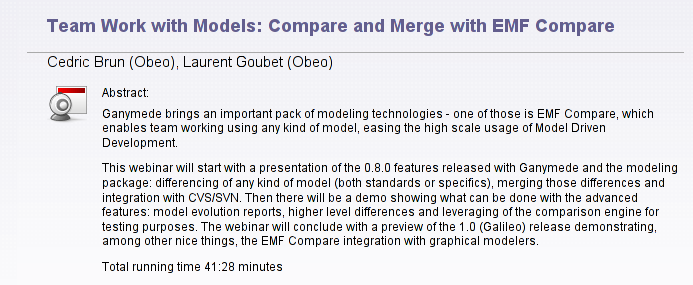 Team Work with Models: Compare and Merge with EMF Compare
Cedric Brun (Obeo), Laurent Goubet (Obeo)
Abstract:
Ganymede brings an important pack of modeling technologies - one of those is EMF Compare, which
enables team working using any kind of model, easing the high scale usage of Model Driven
Development.
This webinar will start with a presentation of the 0.8.0 features released with Ganymede and the modeling
package: differencing of any kind of model (both standards or specifics), merging those differences and
integration with CVS/SVN. Then there will be a demo showing what can be done with the advanced
features: model evolution reports, higher level differences and leveraging of the comparison engine for
testing purposes. The webinar will conclude with a preview of the 1.0 (Galileo) release demonstrating,
among other nice things, the EMF Compare integration with graphical modelers.
Total running time 41:28 minutes